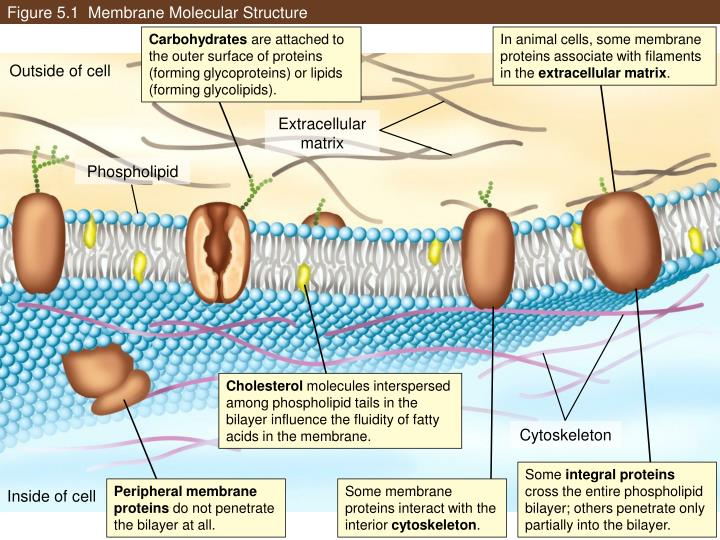 Figure 5.1  Membrane Molecular Structure
Carbohydrates are attached to
the outer surface of proteins
(forming glycoproteins) or lipids
(forming glycolipids).
In animal cells, some membrane
proteins associate with filaments
in the extracellular matrix.
Outside of cell
Extracellular
matrix
Phospholipid
Cholesterol molecules interspersed
among phospholipid tails in the
bilayer influence the fluidity of fatty
acids in the membrane.
Cytoskeleton
Inside of cell
Peripheral membrane
proteins do not penetrate
the bilayer at all.
Some membrane
proteins interact with the
interior cytoskeleton.
Some integral proteins
cross the entire phospholipid
bilayer; others penetrate only
partially into the bilayer.